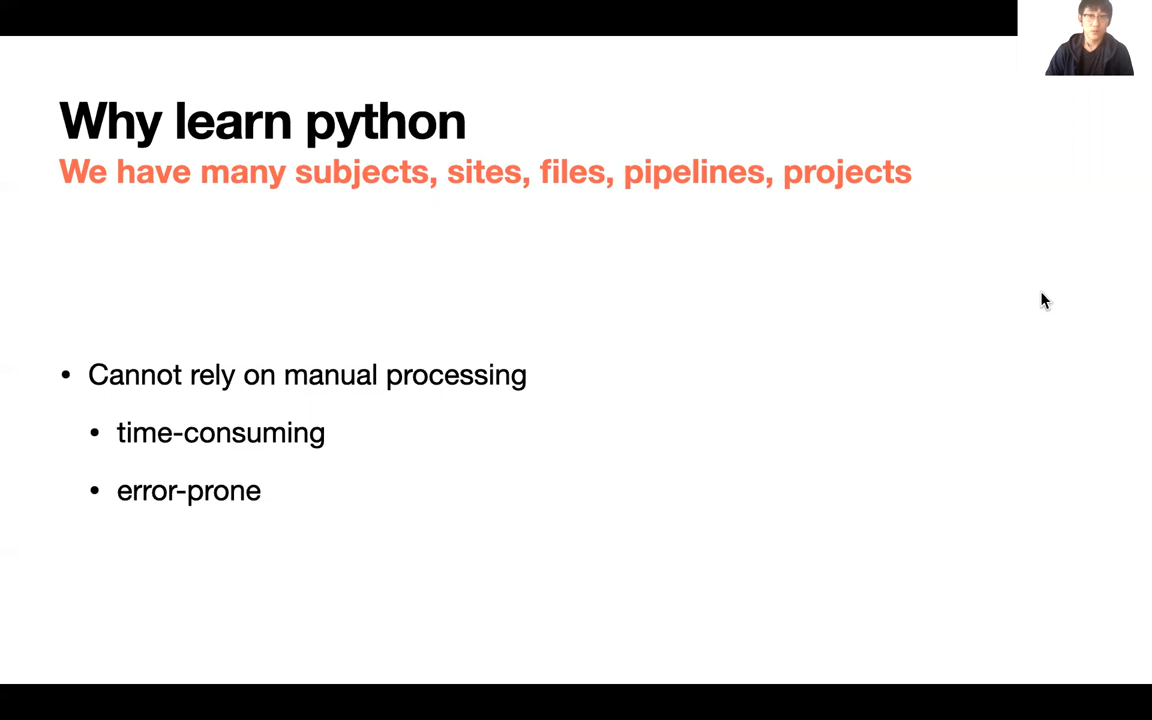 Why learn python
We have many subjects, sites, files, pipelines, projects
• Cannot rely on manual processing
• time-consuming
• error-prone